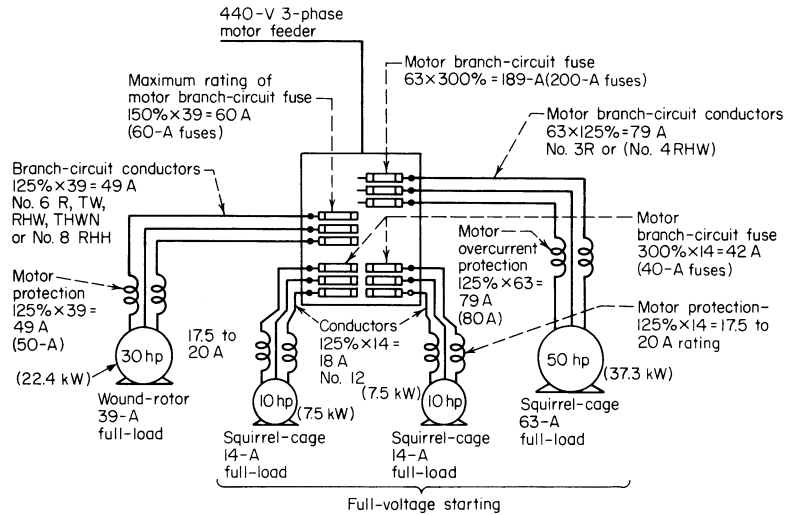 440-V 3-phase
motor feeder
Maximum rating of
motor branch-circuit fuse
150%×39=60 A
(60-A fuses)
Motor branch-circuit fuse
63×300%=189-A(200-A fuses)
Motor branch-circuit conductors
63×125%=79 A
No. 3R or (No. 4RHW)
Branch-circuit conductors
125%×39=49 A
No. 6 R, TW,
RHW, THWN
or No. 8 RHH
Motor
overcurrent
protection
125%×63=
79 A
(80A)
Motor
branch-circuit fuse
300%×14=42 A
(40-A fuses)
Motor
protection
125%×39=
49 A
(50-A)
17.5 to
20 A
Conductors
125%×14=
18 A
No. 12
Motor protection-
125%×14=17.5 to
20 A rating
30 hp
(22.4 kW)
Wound-rotor
39-A
full-load
10 hp
(7.5 kW)
Squirrel-cage
14-A
full-load
10 hp
(7.5 kW)
Squirrel-cage
14-A
full-load
50 hp
(37.3 kW)
Squirrel-cage
63-A
full-load
Full-voltage starting